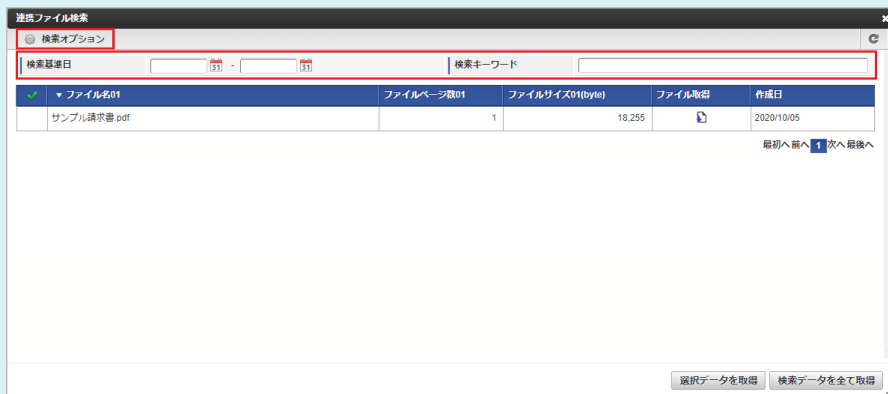 連携ファイル検索
検索オプション
検索基準日 31 - 31 検索キーワード
▼ ファイル名01 ファイルページ数01 ファイルサイズ01(byte) ファイル取得 作成日
サンプル請求書.pdf 1 18,255 2020/10/05
最初へ 前へ 1 次へ 最後へ
選択データを取得 検索データを全て取得